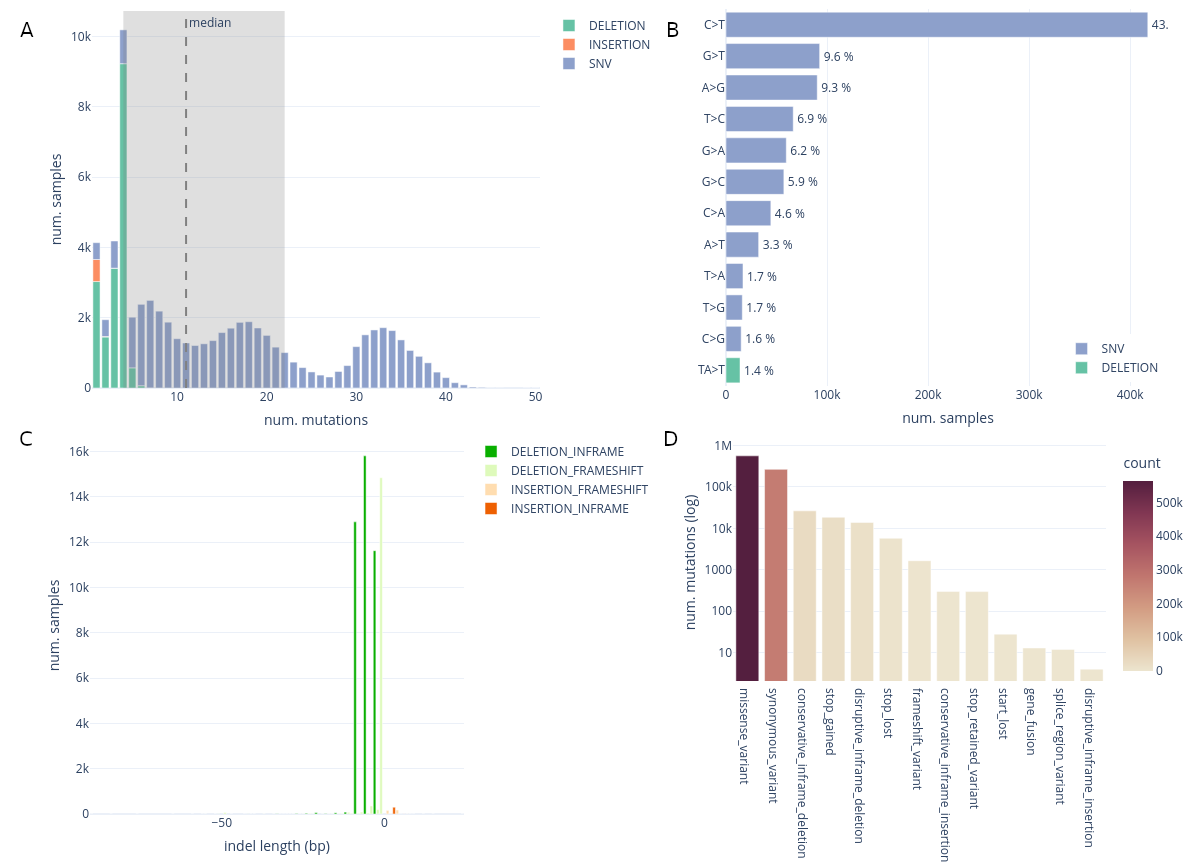 A
median
10k
8k
6k
4k
2k
0
10
20
30
40
50
num. samples
num. mutations
DELETION
INSERTION
SNV
B
C>T
G>T
A>G
T>C
G>A
G>C
C>A
A>T
T>A
T>G
C>G
TA>T
43.
9.6 %
9.3 %
6.9 %
6.2 %
5.9 %
4.6 %
3.3 %
1.7 %
1.7 %
1.6 %
1.4 %
SNV
DELETION
0
100k
200k
300k
400k
num. samples
C
16k
14k
12k
10k
8k
6k
4k
2k
0
−50
0
num. samples
indel length (bp)
DELETION_INFRAME
DELETION_FRAMESHIFT
INSERTION_FRAMESHIFT
INSERTION_INFRAME
D
1M
100k
10k
1000
100
10
num. mutations (log)
missense_variant
synonymous_variant
conservative_inframe_deletion
stop_gained
disruptive_inframe_deletion
stop_lost
frameshift_variant
conservative_inframe_insertion
stop_retained_variant
start_lost
gene_fusion
splice_region_variant
disruptive_inframe_insertion
count
500k
400k
300k
200k
100k
0